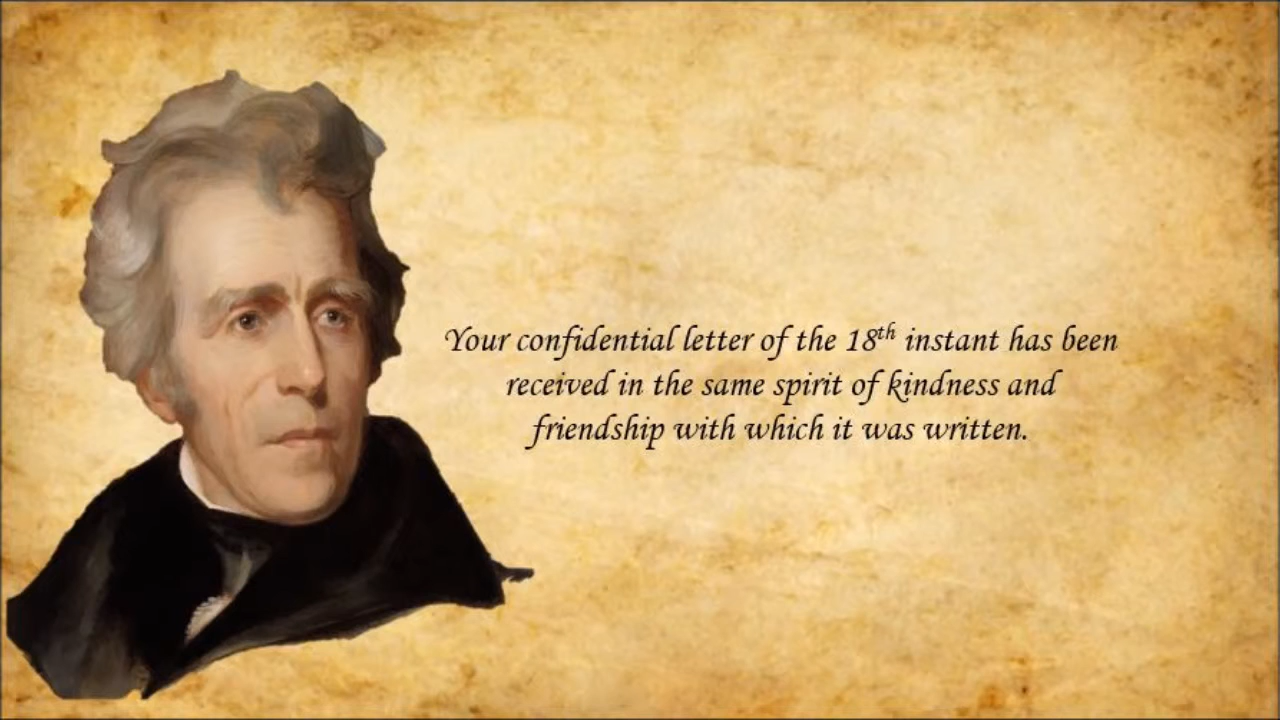 Your confidential letter of the 18th instant has been
received in the same spirit of kindness and
friendship with which it was written.